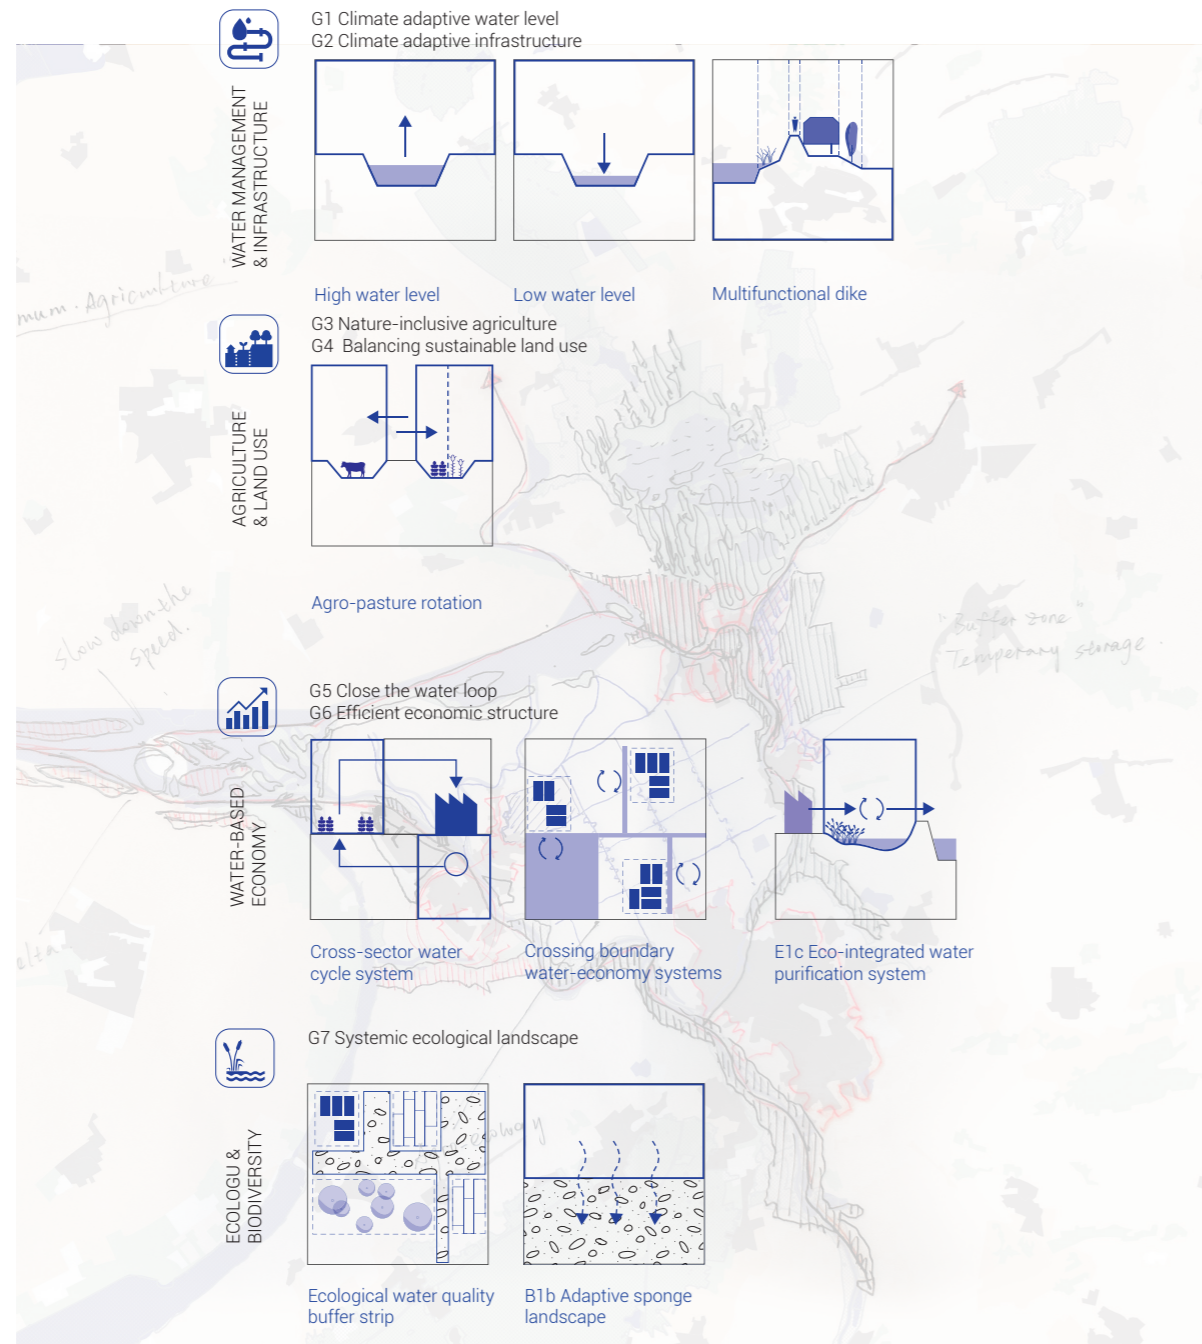 G1 Climate adaptive water level
G2 Climate adaptive infrastructure
WATER MANAGEMENT
& INFRASTRUCTURE
High water level
Low water level
Multifunctional dike
mum. Agriculture
G3 Nature-inclusive agriculture
G4 Balancing sustainable land use
AGRICULTURE
& LAND USE
Agro-pasture rotation
Slow down the
speed.
"Buffer zone"
Temperary storage.
G5 Close the water loop
G6 Efficient economic structure
WATER-BASED
ECONOMY
Cross-sector water
cycle system
Crossing boundary
water-economy systems
E1c Eco-integrated water
purification system
G7 Systemic ecological landscape
ECOLOGU &
BIODIVERSITY
Ecological water quality
buffer strip
B1b Adaptive sponge
landscape